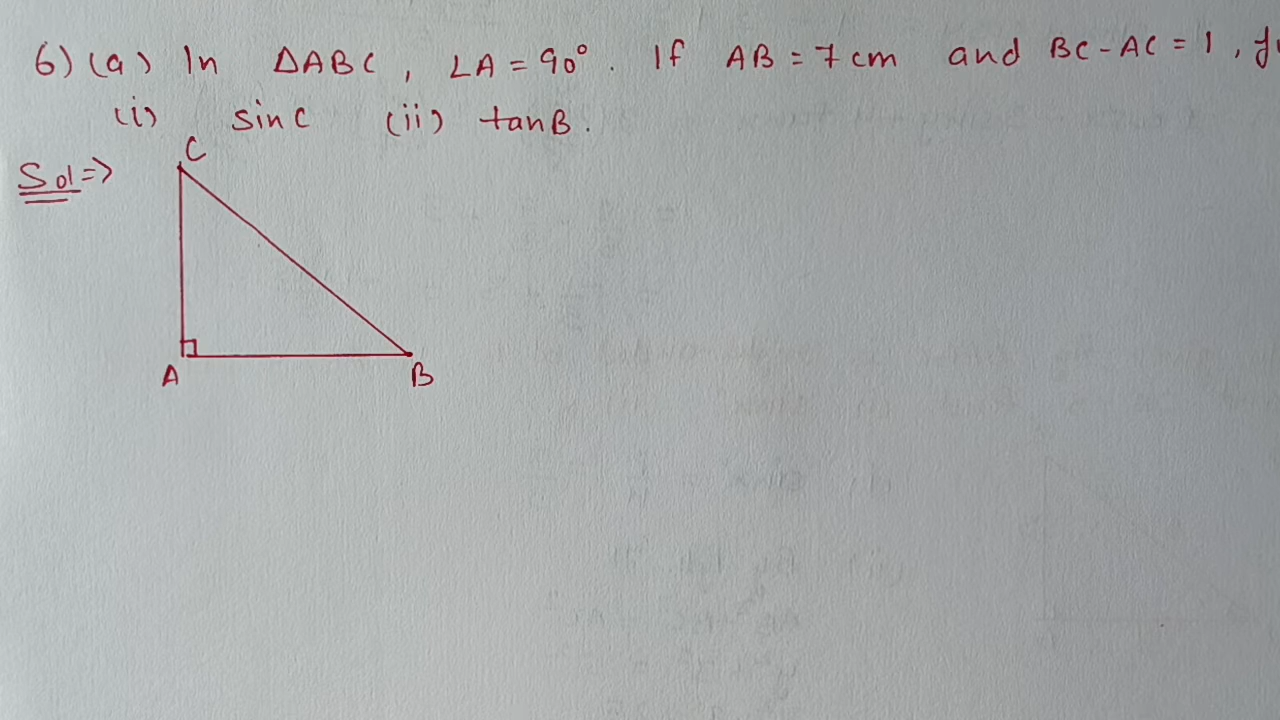 6) (a) In ΔABC, ∠A = 90°. If AB = 7 cm and BC - AC = 1,
(i) sin C (ii) tan B.
Sol =>
C
A
B